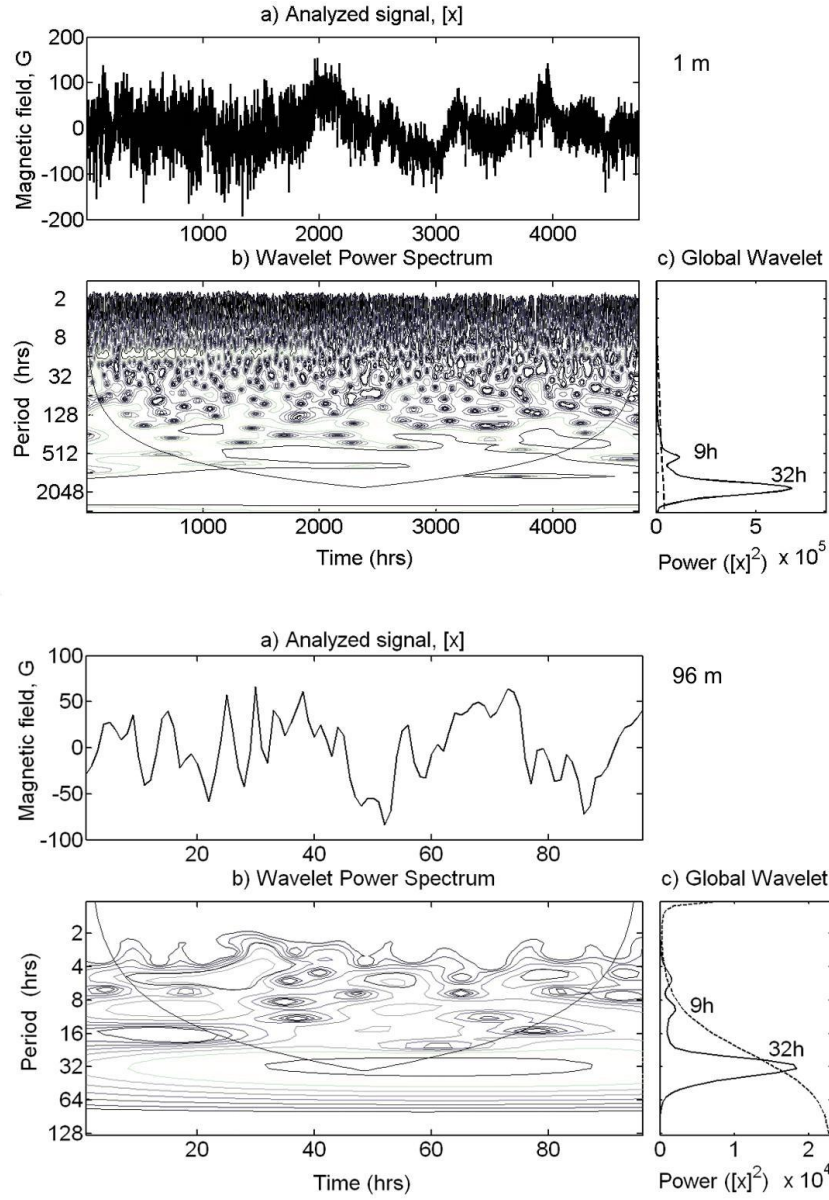 a) Analyzed signal, [x]
200
100
0
-100
-200
Magnetic field, G
1 m
1000 2000 3000 4000
b) Wavelet Power Spectrum
c) Global Wavelet
2
8
32
128
512
2048
Period (hrs)
9h
32h
1000 2000 3000 4000
0 5
Time (hrs)
Power ([x]²) x 10⁵
a) Analyzed signal, [x]
100
50
0
-50
-100
Magnetic field, G
96 m
20 40 60 80
b) Wavelet Power Spectrum
c) Global Wavelet
2
4
8
16
32
64
128
Period (hrs)
9h
32h
20 40 60 80
0 1 2
Time (hrs)
Power ([x]²) x 10⁴